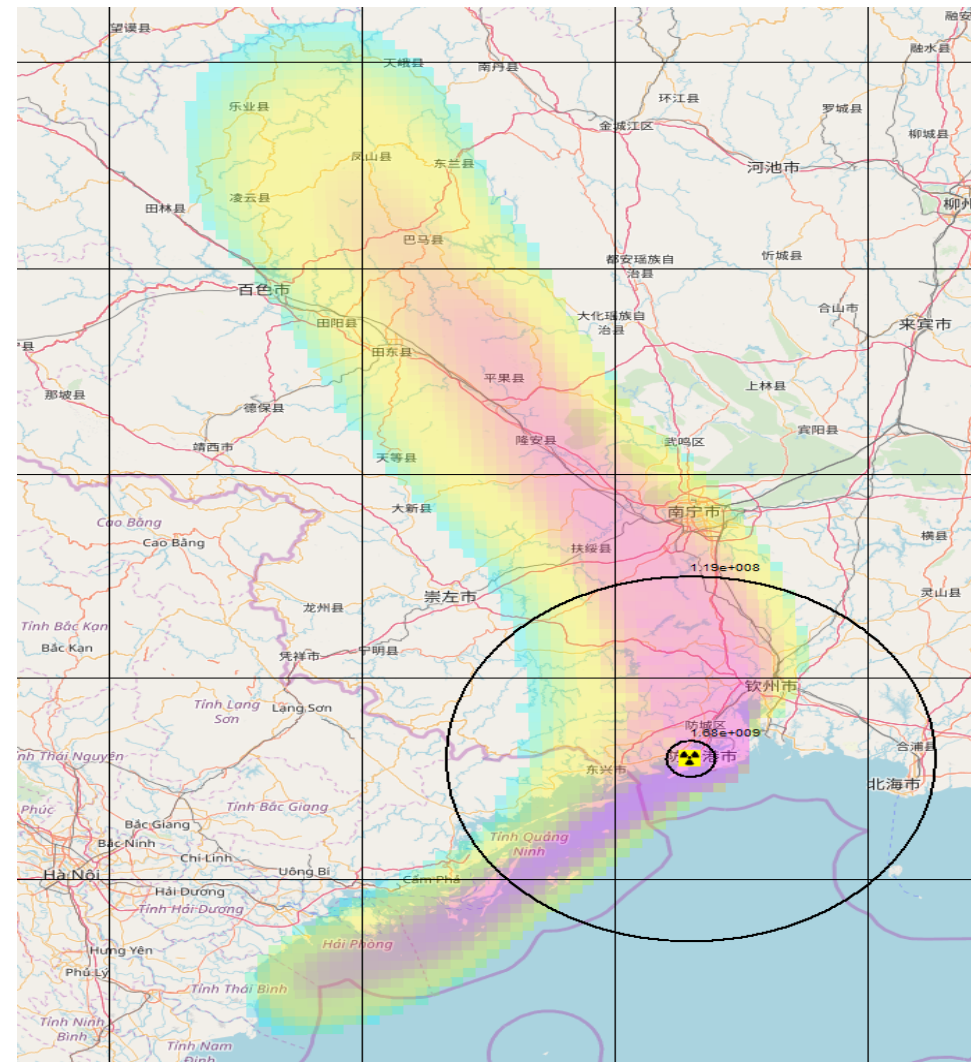 望谟县
融安
融水县
天峨县
南丹县
环江县
罗城县
乐业县
金城江区
柳城县
凤山县
东兰县
河池市
凌云县
田林县
柳州
巴马县
都安瑶族自
治县
忻城县
百色市
大化瑶族自
治县
合山市
来宾市
田阳县
田东县
平果县
上林县
那坡县
德保县
宾阳县
靖西市
隆安县
武鸣区
天等县
大新县
南宁市
横县
Cao Bằng
Cao Bằng
扶绥县
1.19e+008
崇左市
灵山县
龙州县
Tỉnh Bắc Kạn
Bắc Kạn
凭祥市
宁明县
钦州市
Tỉnh Lạng
Sơn
Lạng Sơn
防城区
1.68e+009
港市
合浦县
nh Thái Nguyên
东兴市
北海市
Phúc
Tỉnh Bắc Giang
Bắc Giang
Bắc Ninh
Chí Linh
Tỉnh Quảng
Ninh
Hà Nội
Uông Bí
Cẩm Phả
Hải Dương
Tỉnh Hải Dương
Hưng Yên
Hải Phòng
Phủ Lý
Tỉnh Thái Bình
Tỉnh Ninh
Bình
Tỉnh Nam
Định